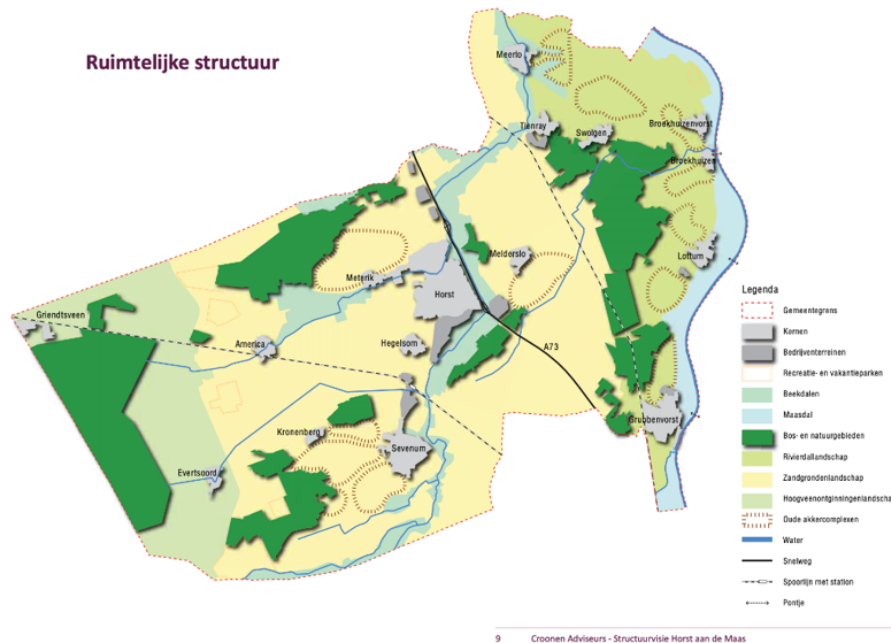 Ruimtelijke structuur
Meerlo
Tienray
Swolgen
Broekhuizenvorst
Broekhuizen
Melderslo
Lottum
Meterik
Horst
Griendtsveen
America
Hegelsom
A73
Kronenberg
Sevenum
Grubbenvorst
Evertsoord
Legenda
Gemeentegrens
Kernen
Bedrijventerreinen
Recreatie- en vakantieparken
Beekdalen
Maasdal
Bos- en natuurgebieden
Rivierdallandschap
Zandgrondenlandschap
Hoogveenontginningenlandscha
Oude akkercomplexen
Water
Snelweg
Spoorlijn met station
Pontje
9 Croonen Adviseurs - Structuurvisie Horst aan de Maas